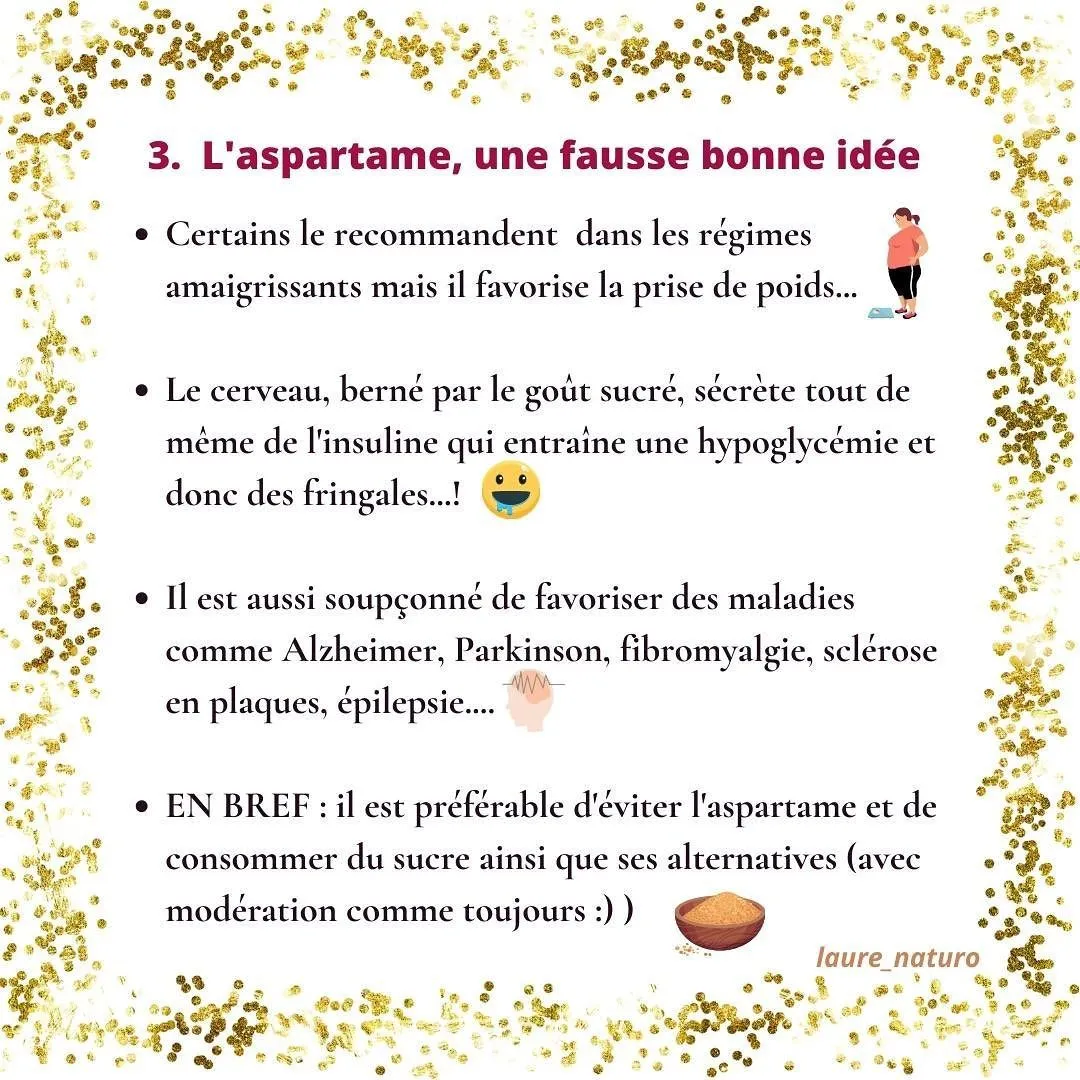 3. L'aspartame, une fausse bonne idée
• Certains le recommandent dans les régimes
amaigrissants mais il favorise la prise de poids...
• Le cerveau, berné par le goût sucré, sécrète tout de
même de l'insuline qui entraîne une hypoglycémie et
donc des fringales...!
• Il est aussi soupçonné de favoriser des maladies
comme Alzheimer, Parkinson, fibromyalgie, sclérose
en plaques, épilepsie....
• EN BREF : il est préférable d'éviter l'aspartame et de
consommer du sucre ainsi que ses alternatives (avec
modération comme toujours :) )
laure_naturo